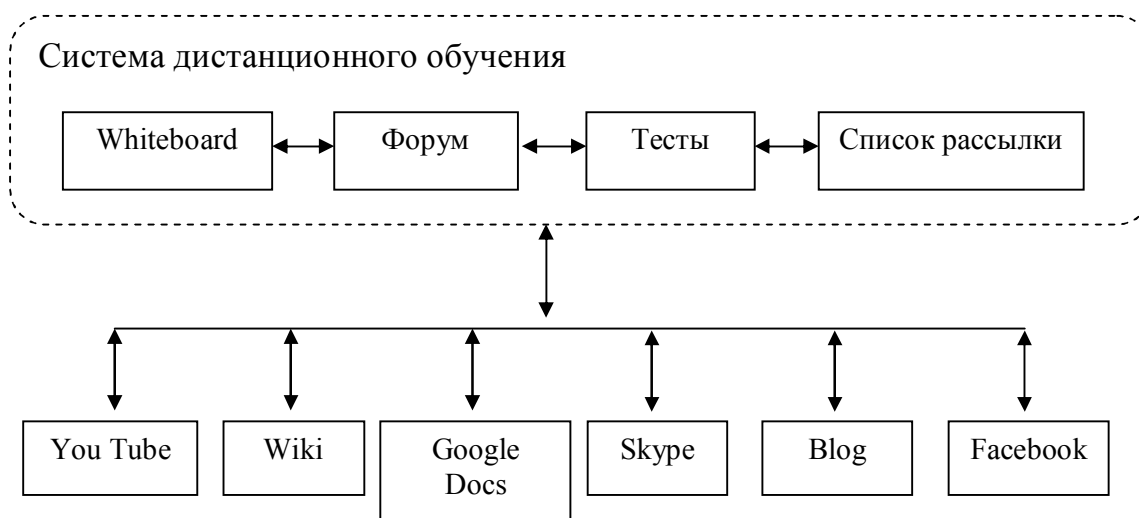 Система дистанционного обучения
Whiteboard
Форум
Тесты
Список рассылки
You Tube
Wiki
Google
Docs
Skype
Blog
Facebook